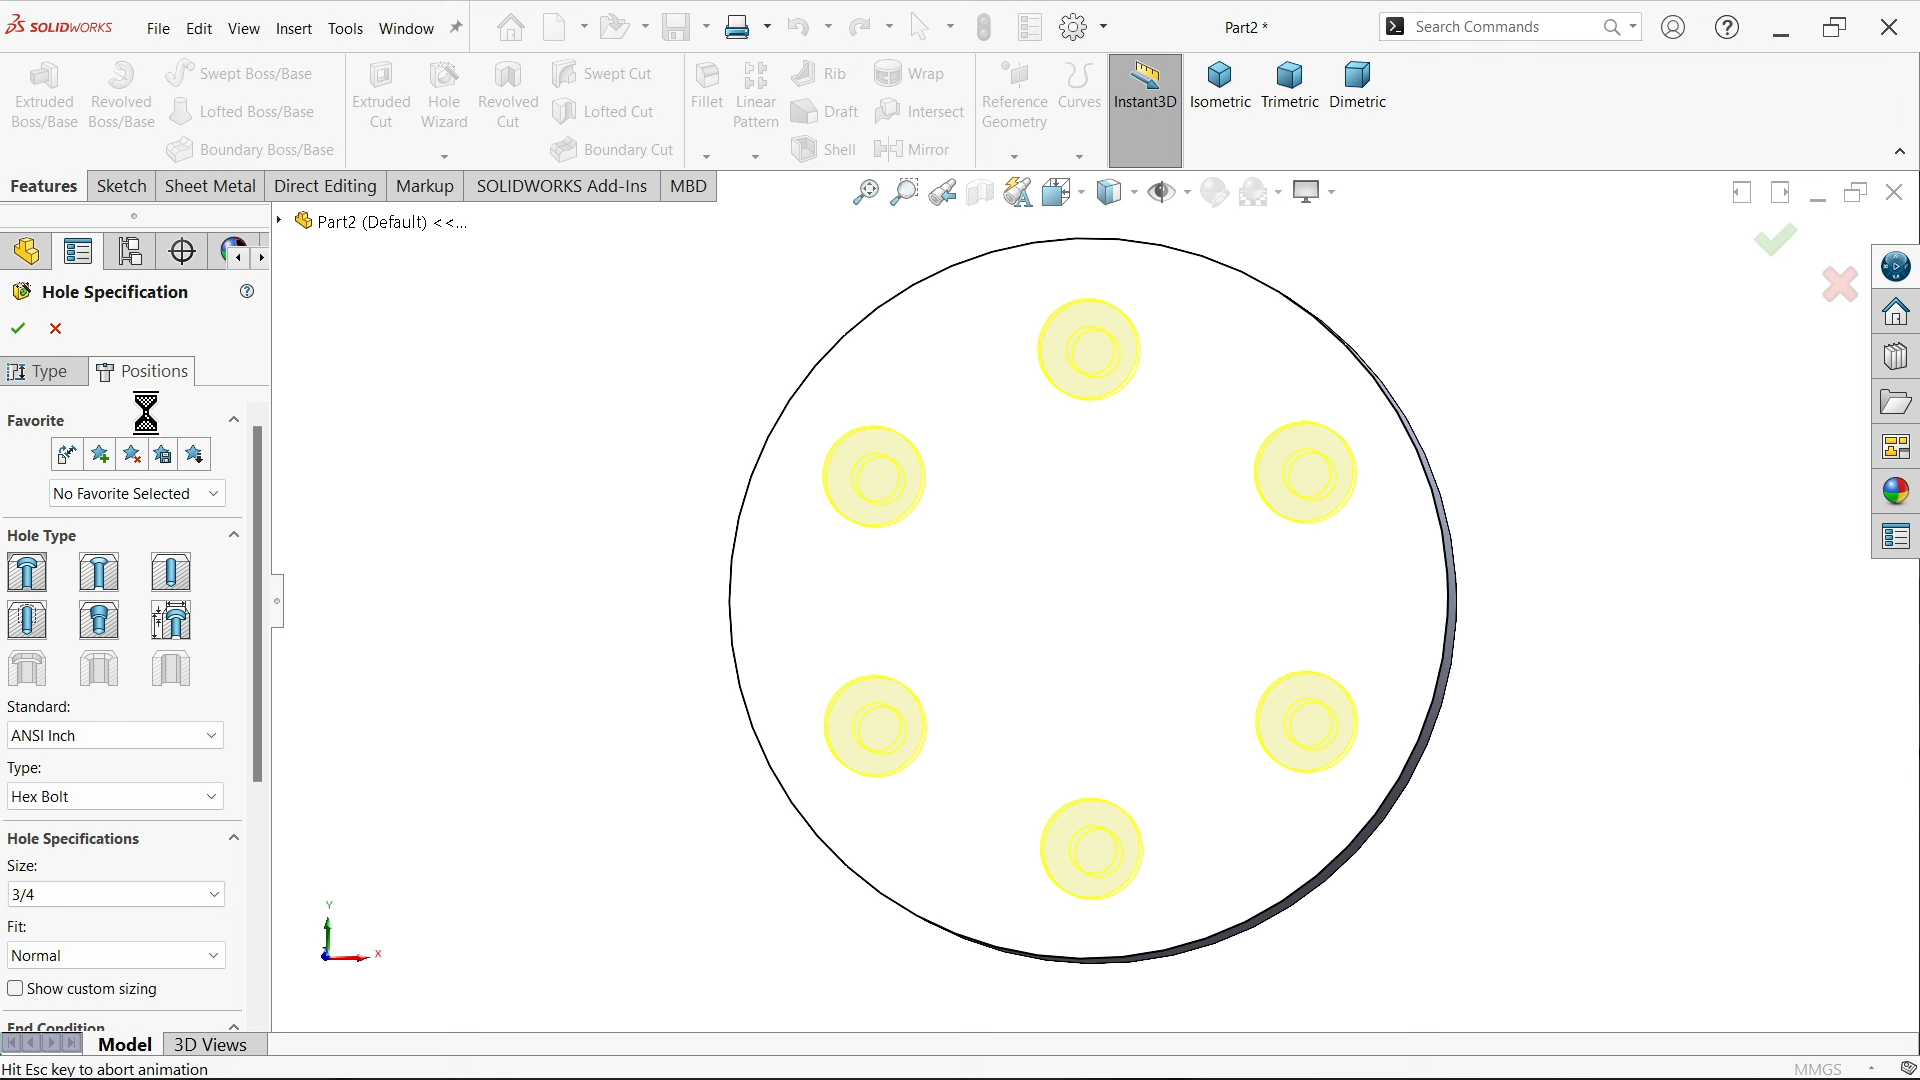 SOLIDWORKS File Edit View Insert Tools Window Part2 * Search Commands
Extruded Boss/Base
Revolved Boss/Base
Swept Boss/Base
Lofted Boss/Base
Boundary Boss/Base
Extruded Cut
Hole Wizard
Revolved Cut
Swept Cut
Lofted Cut
Boundary Cut
Fillet
Linear Pattern
Rib
Draft
Shell
Wrap
Intersect
Mirror
Reference Geometry
Curves
Instant3D
Isometric
Trimetric
Dimetric
Features Sketch Sheet Metal Direct Editing Markup SOLIDWORKS Add-Ins MBD
Part2 (Default) <<...
Hole Specification
Type Positions
Favorite
No Favorite Selected
Hole Type
Standard:
ANSI Inch
Type:
Hex Bolt
Hole Specifications
Size:
3/4
Fit:
Normal
Show custom sizing
End Condition
Y
X
Model 3D Views
Hit Esc key to abort animation
MMGS